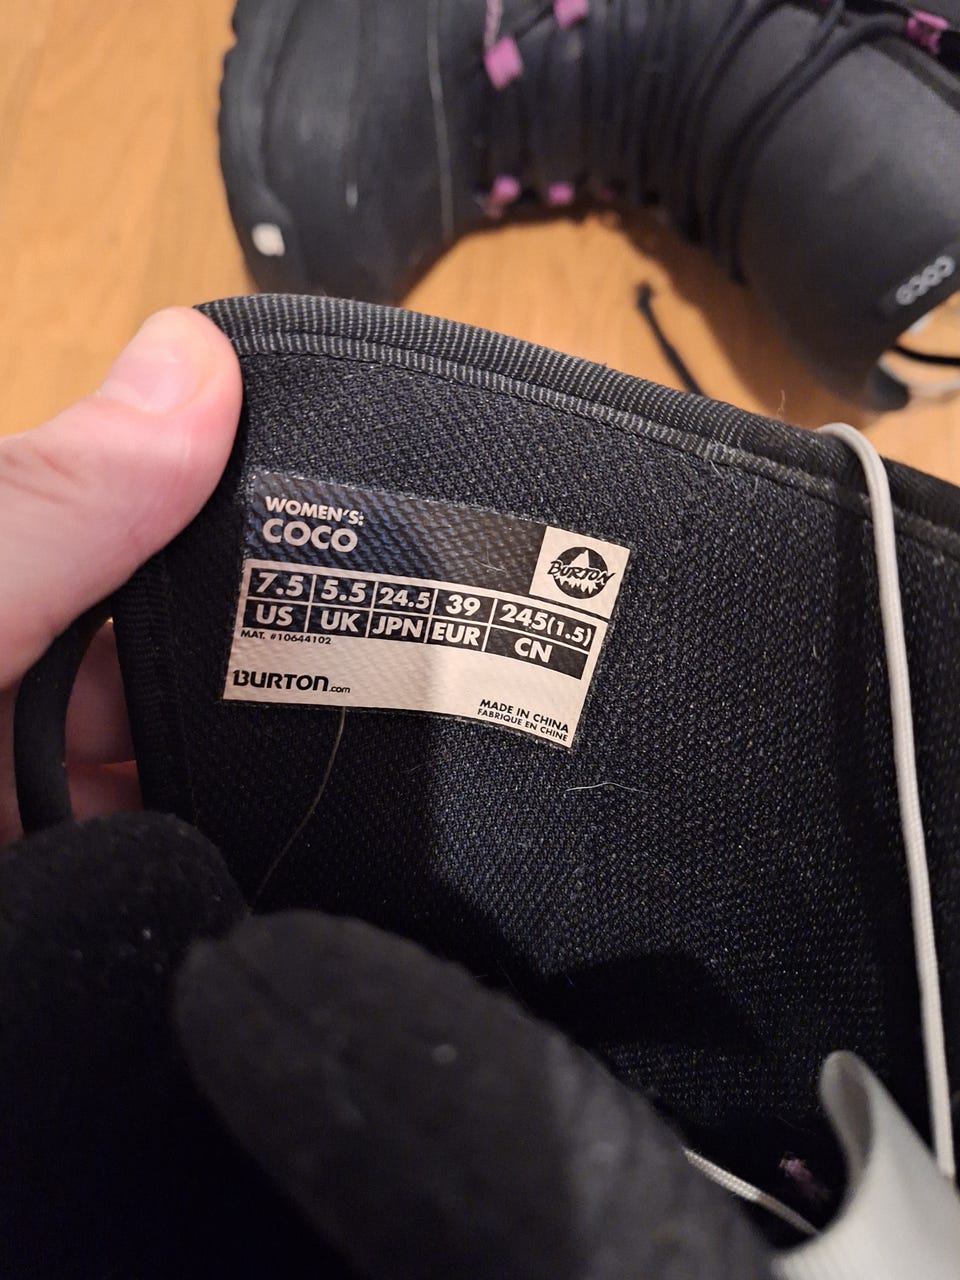 COCO
WOMEN'S:
COCO
BURTON
7.5 5.5 24.5 39 245(1.5)
US UK JPN EUR CN
MAT. #10644102
BURTON.com
MADE IN CHINA
FABRIQUE EN CHINE